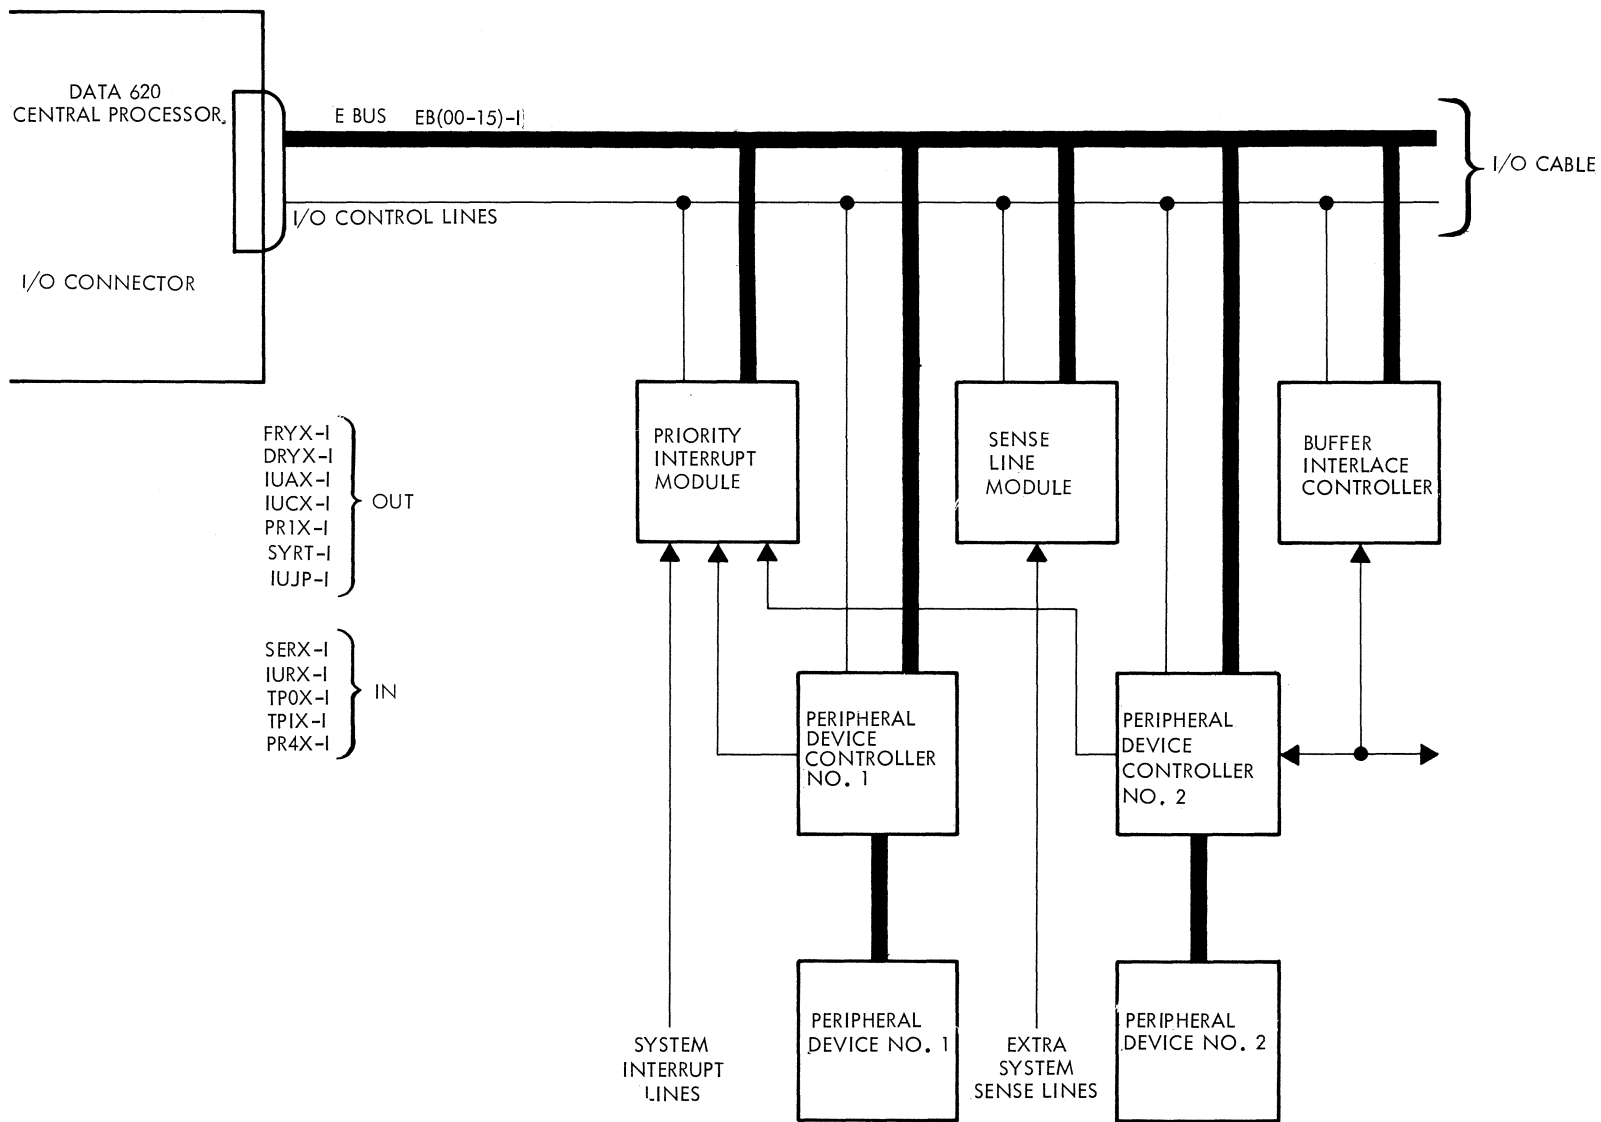 DATA 620
CENTRAL PROCESSOR
E BUS EB(00-15)-I
I/O CABLE
I/O CONTROL LINES
I/O CONNECTOR
FRYX-I
DRYX-I
IUAX-I
IUCX-I
PR1X-I
SYRT-I
IUJP-I
OUT
SERX-I
IURX-I
TP0X-I
TPIX-I
PR4X-I
IN
PRIORITY
INTERRUPT
MODULE
SENSE
LINE
MODULE
BUFFER
INTERLACE
CONTROLLER
PERIPHERAL
DEVICE
CONTROLLER
NO. 1
PERIPHERAL
DEVICE
CONTROLLER
NO. 2
PERIPHERAL
DEVICE NO. 1
PERIPHERAL
DEVICE NO. 2
SYSTEM
INTERRUPT
LINES
EXTRA
SYSTEM
SENSE LINES